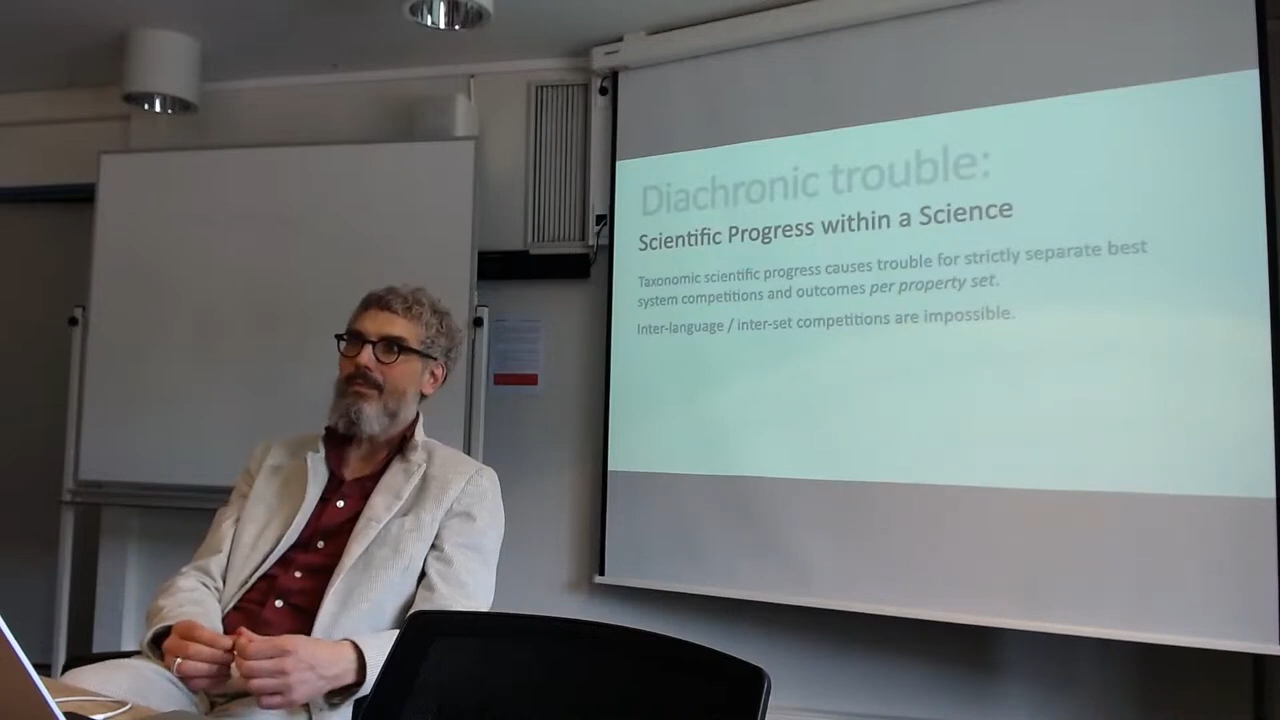 Diachronic trouble:
Scientific Progress within a Science
Taxonomic scientific progress causes trouble for strictly separate best
system competitions and outcomes per property set.
Inter-language / inter-set competitions are impossible.